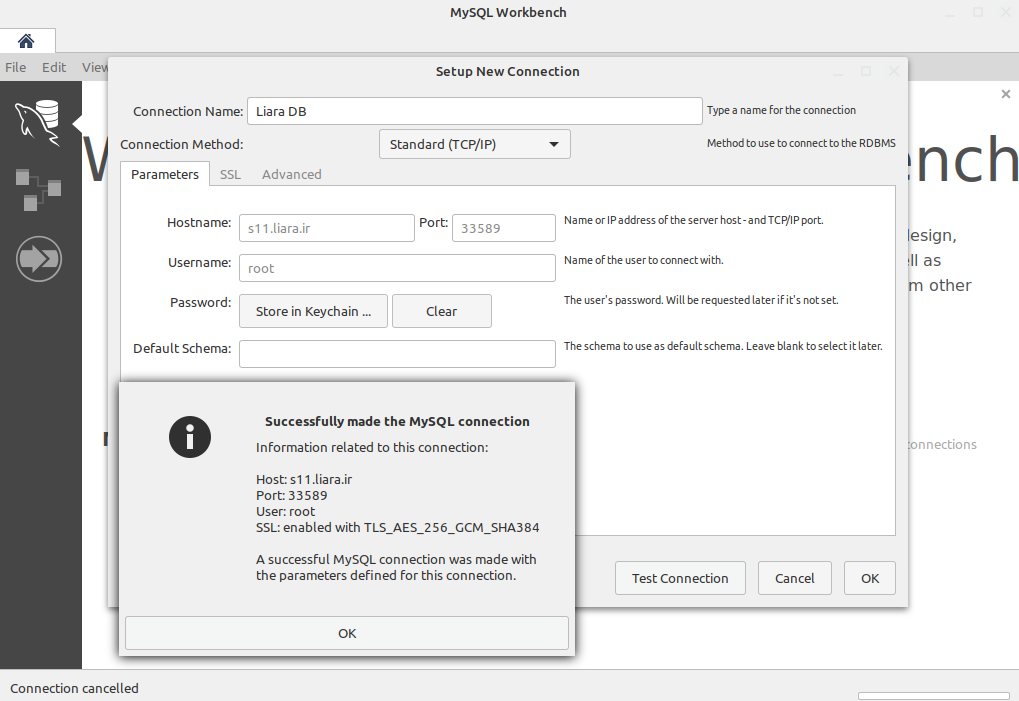 MySQL Workbench
File Edit View
Setup New Connection
Connection Name: Liara DB Type a name for the connection
Connection Method: Standard (TCP/IP) Method to use to connect to the RDBMS
Parameters SSL Advanced
Hostname: s11.liara.ir Port: 33589 Name or IP address of the server host - and TCP/IP port.
Username: root Name of the user to connect with.
Password: Store in Keychain ... Clear The user's password. Will be requested later if it's not set.
Default Schema: The schema to use as default schema. Leave blank to select it later.
Successfully made the MySQL connection
Information related to this connection:
Host: s11.liara.ir
Port: 33589
User: root
SSL: enabled with TLS_AES_256_GCM_SHA384
A successful MySQL connection was made with
the parameters defined for this connection.
OK
Test Connection Cancel OK
as
other
Connection cancelled